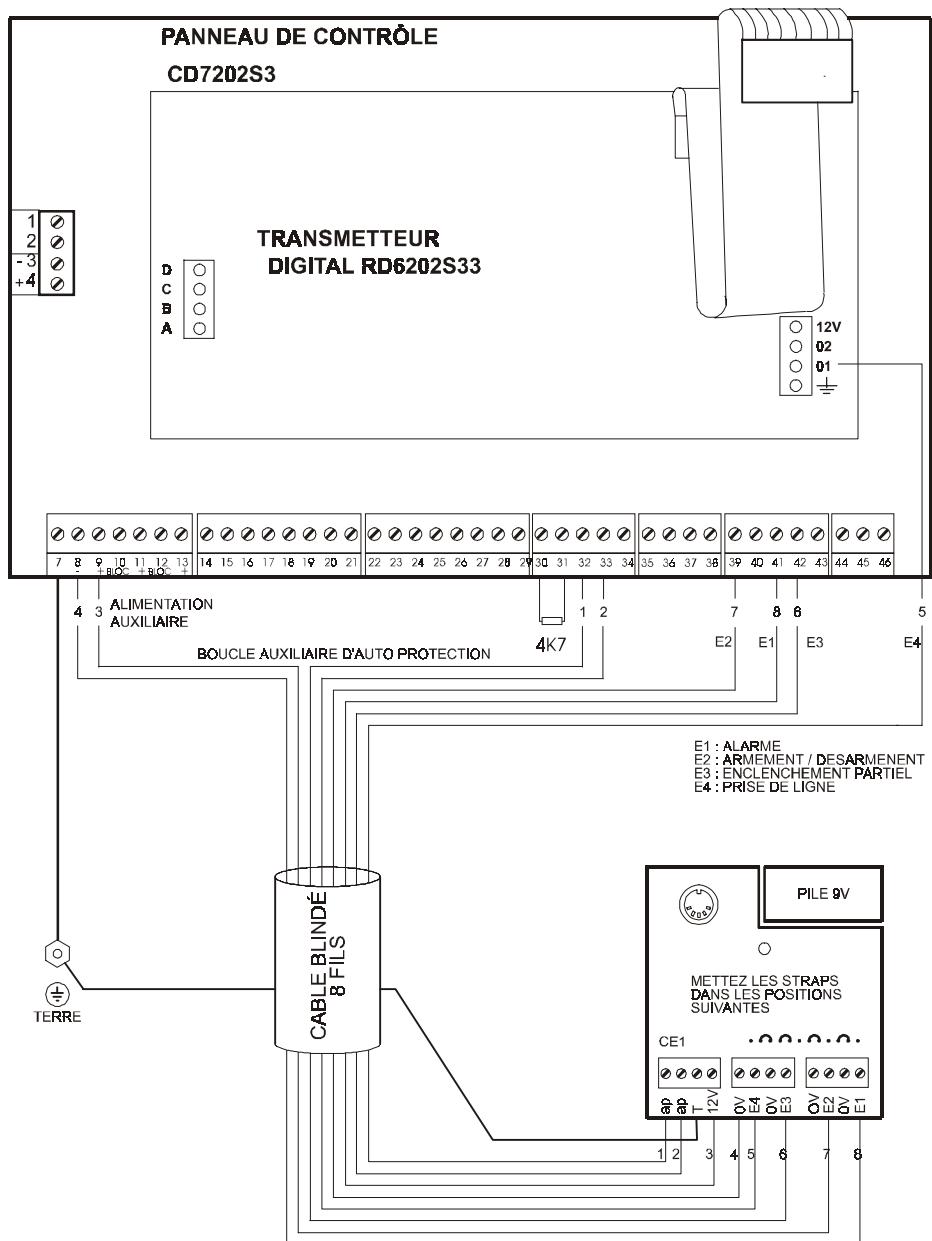 PANNEAU DE CONTRÔLE
CD7202S3
TRANSMETTEUR
DIGITAL RD6202S33
1
2
- 3
+ 4
D
C
B
A
12V
02
01
7 8 9 10 11 12 13 14 15 16 17 18 19 20 21 22 23 24 25 26 27 28 29 30 31 32 33 34 35 36 37 38 39 40 41 42 43 44 45 46
- + BLOC + BLOC +
4 3 ALIMENTATION
AUXILIAIRE
4K7
1 2
7 8 6 5
E2 E1 E3 E4
BOUCLE AUXILIAIRE D'AUTO PROTECTION
E1 : ALARME
E2 : ARMEMENT / DESARMENENT
E3 : ENCLENCHEMENT PARTIEL
E4 : PRISE DE LIGNE
CABLE BLINDÉ
8 FILS
TERRE
PILE 9V
METTEZ LES STRAPS
DANS LES POSITIONS
SUIVANTES
CE1
ap ap T 12V 0V E4 0V E3 0V E2 0V E1
1 2 3 4 5 6 7 8